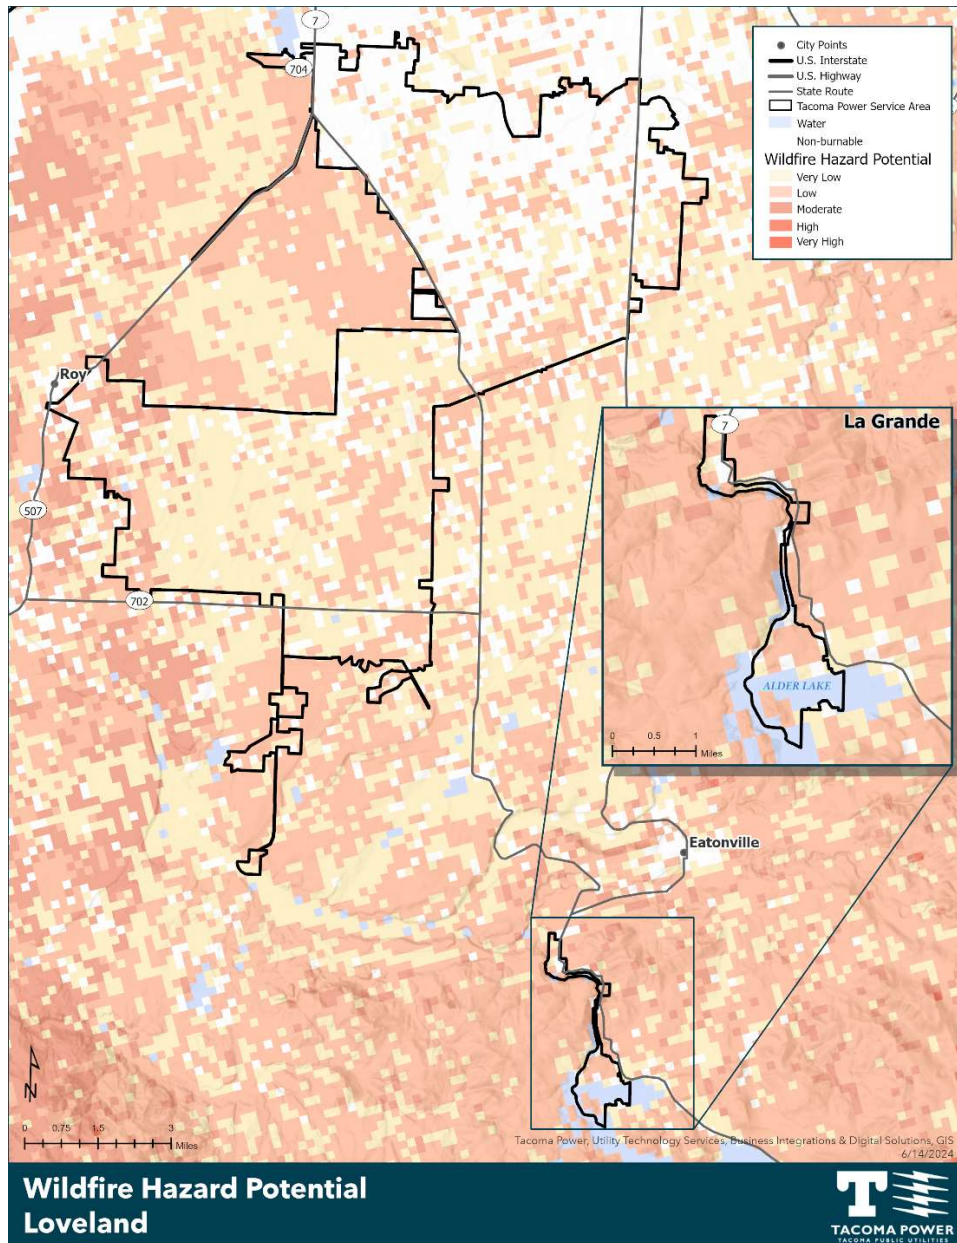 7
704
City Points
U.S. Interstate
U.S. Highway
State Route
Tacoma Power Service Area
Water
Non-burnable
Wildfire Hazard Potential
Very Low
Low
Moderate
High
Very High
Roy
507
702
La Grande
7
ALDER LAKE
0 0.5 1
Miles
Eatonville
N
0 0.75 1.5 3
Miles
Tacoma Power, Utility Technology Services, Business Integrations & Digital Solutions, GIS
6/14/2024
Wildfire Hazard Potential
Loveland
TACOMA POWER
TACOMA PUBLIC UTILITIES